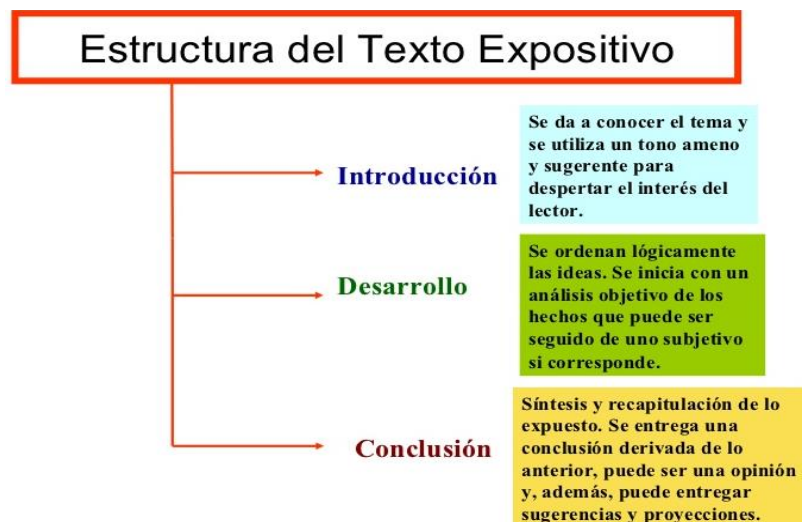 Estructura del Texto Expositivo
Introducción
Se da a conocer el tema y
se utiliza un tono ameno
y sugerente para
despertar el interés del
lector.
Desarrollo
Se ordenan lógicamente
las ideas. Se inicia con un
análisis objetivo de los
hechos que puede ser
seguido de uno subjetivo
si corresponde.
Conclusión
Síntesis y recapitulación de lo
expuesto. Se entrega una
conclusión derivada de lo
anterior, puede ser una opinión
y, además, puede entregar
sugerencias y proyecciones.